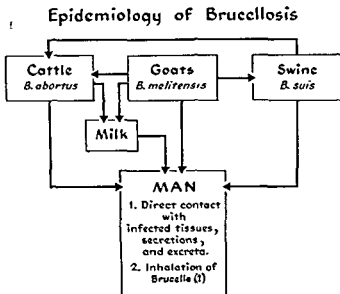 Epidemiology of Brucellosis
Cattle
B. abortus
Goats
B. melitensis
Swine
B. suis
Milk
MAN
1. Direct contact
with
infected tissues,
secretions,
and excreta.
2. Inhalation of
Brucella (?)